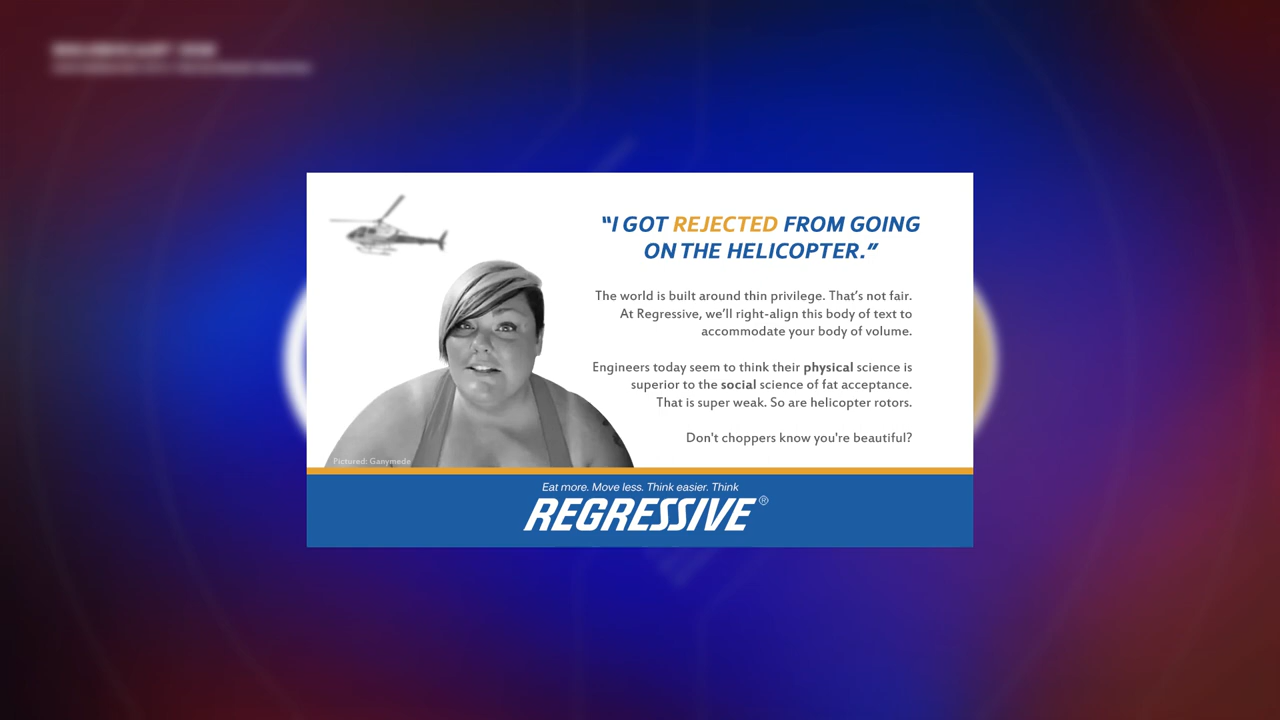 “I GOT REJECTED FROM GOING
ON THE HELICOPTER.”
The world is built around thin privilege. That’s not fair.
At Regressive, we’ll right-align this body of text to
accommodate your body of volume.
Engineers today seem to think their physical science is
superior to the social science of fat acceptance.
That is super weak. So are helicopter rotors.
Don't choppers know you're beautiful?
Pictured: Ganymede
Eat more. Move less. Think easier. Think
REGRESSIVE®